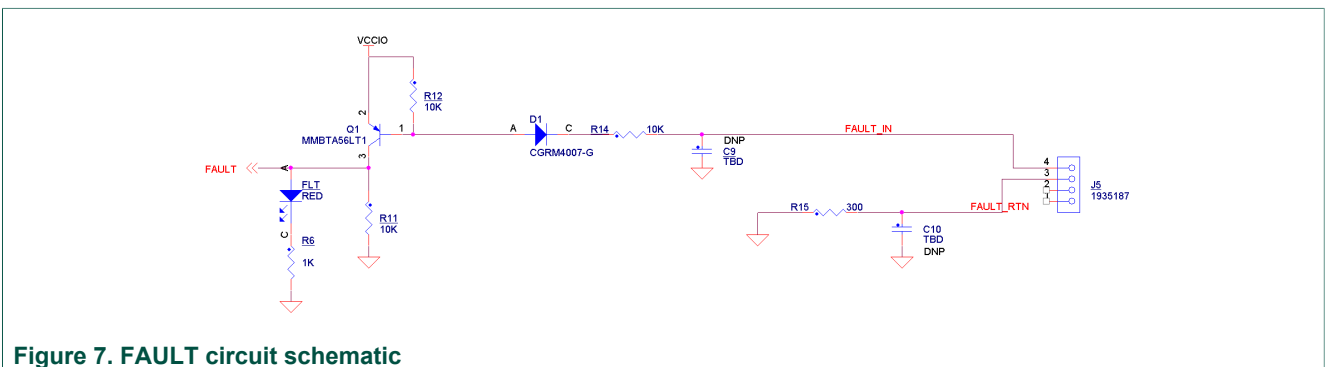 VCCIO
R12
10K
2
Q1
1
MMBTA56LT1
3
D1
A
C
CGRM4007-G
R14
10K
FAULT_IN
DNP
C9
TBD
4
3
2
1
J5
1935187
FAULT
A
FLT
RED
C
R6
1K
R11
10K
R15
300
FAULT_RTN
C10
TBD
DNP
Figure 7. FAULT circuit schematic